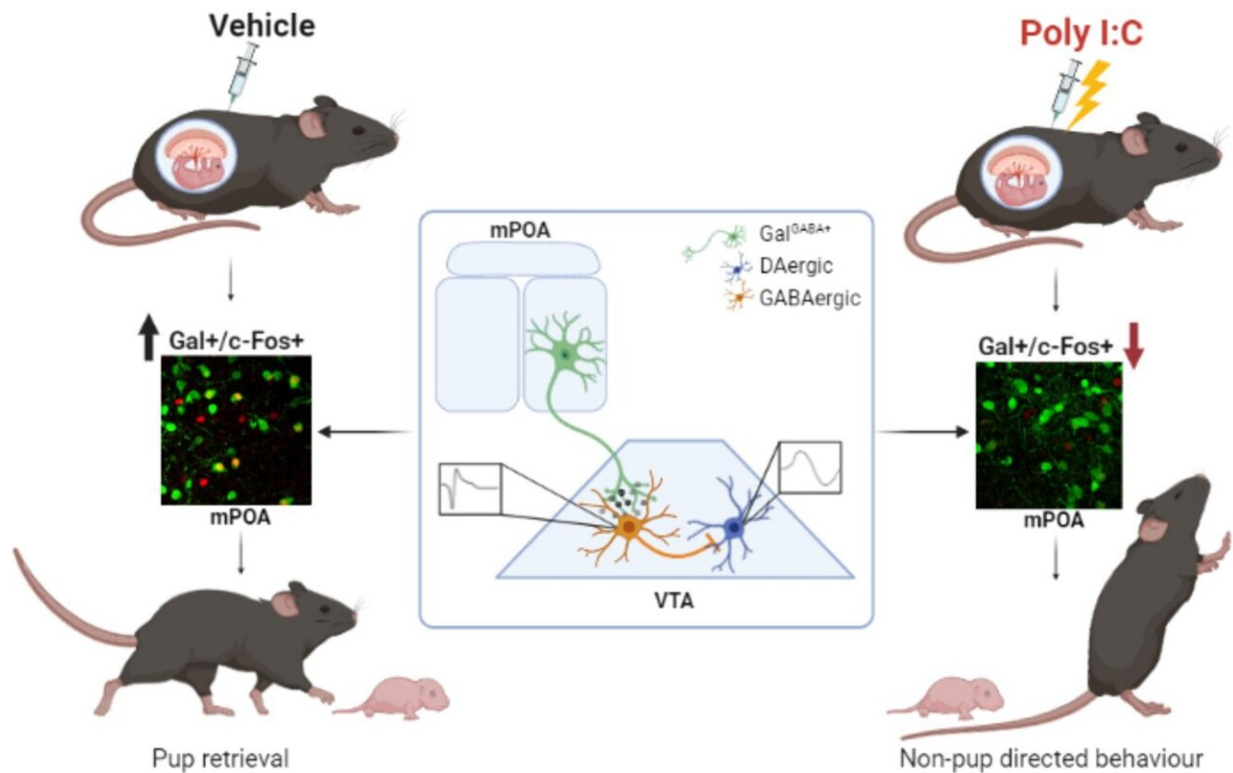 Vehicle
Poly I:C
mPOA
Gal^GABA+
DAergic
GABAergic
Gal+/c-Fos+
Gal+/c-Fos+
mPOA
mPOA
VTA
Pup retrieval
Non-pup directed behaviour